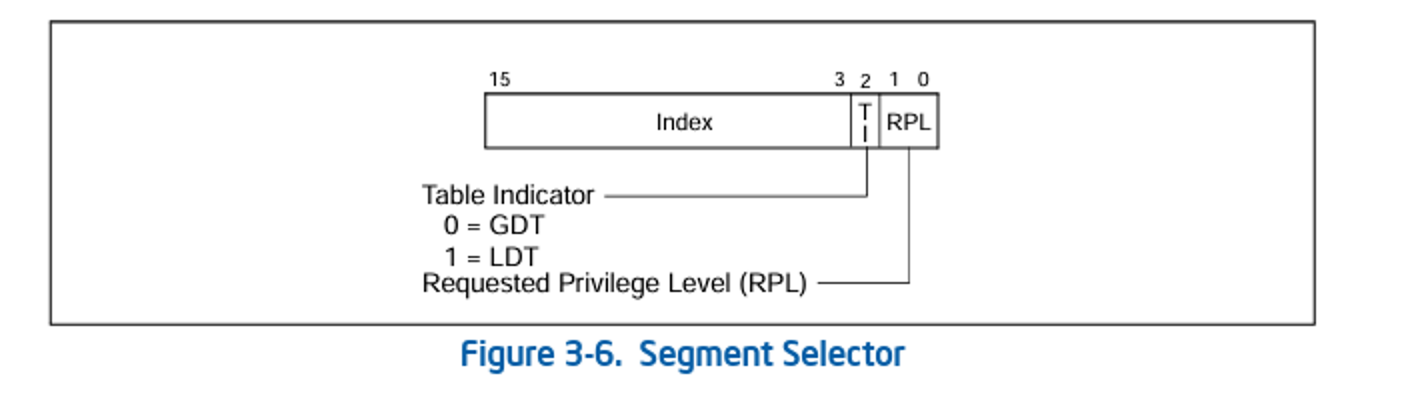 15 3 2 1 0
Index TI RPL
Table Indicator
0 = GDT
1 = LDT
Requested Privilege Level (RPL)
Figure 3-6. Segment Selector